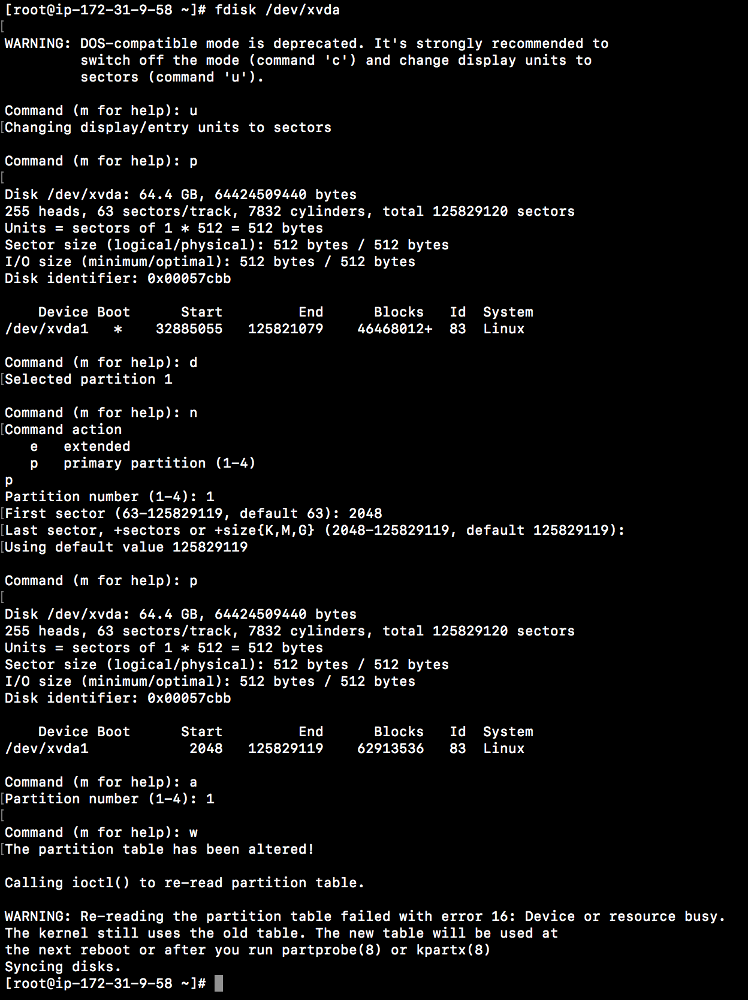 [root@ip-172-31-9-58 ~]# fdisk /dev/xvda
[
WARNING: DOS-compatible mode is deprecated. It's strongly recommended to
         switch off the mode (command 'c') and change display units to
         sectors (command 'u').

Command (m for help): u
[Changing display/entry units to sectors

Command (m for help): p
[
Disk /dev/xvda: 64.4 GB, 64424509440 bytes
255 heads, 63 sectors/track, 7832 cylinders, total 125829120 sectors
Units = sectors of 1 * 512 = 512 bytes
Sector size (logical/physical): 512 bytes / 512 bytes
I/O size (minimum/optimal): 512 bytes / 512 bytes
Disk identifier: 0x00057cbb

    Device Boot      Start         End      Blocks   Id  System
/dev/xvda1   *    32885055   125821079    46468012+  83  Linux

Command (m for help): d
[Selected partition 1

Command (m for help): n
[Command action
   e   extended
   p   primary partition (1-4)
p
Partition number (1-4): 1
[First sector (63-125829119, default 63): 2048
[Last sector, +sectors or +size{K,M,G} (2048-125829119, default 125829119):
[Using default value 125829119

Command (m for help): p
[
Disk /dev/xvda: 64.4 GB, 64424509440 bytes
255 heads, 63 sectors/track, 7832 cylinders, total 125829120 sectors
Units = sectors of 1 * 512 = 512 bytes
Sector size (logical/physical): 512 bytes / 512 bytes
I/O size (minimum/optimal): 512 bytes / 512 bytes
Disk identifier: 0x00057cbb

    Device Boot      Start         End      Blocks   Id  System
/dev/xvda1            2048   125829119    62913536   83  Linux

Command (m for help): a
[Partition number (1-4): 1
[
Command (m for help): w
[The partition table has been altered!

Calling ioctl() to re-read partition table.

WARNING: Re-reading the partition table failed with error 16: Device or resource busy.
The kernel still uses the old table. The new table will be used at
the next reboot or after you run partprobe(8) or kpartx(8)
Syncing disks.
[root@ip-172-31-9-58 ~]#